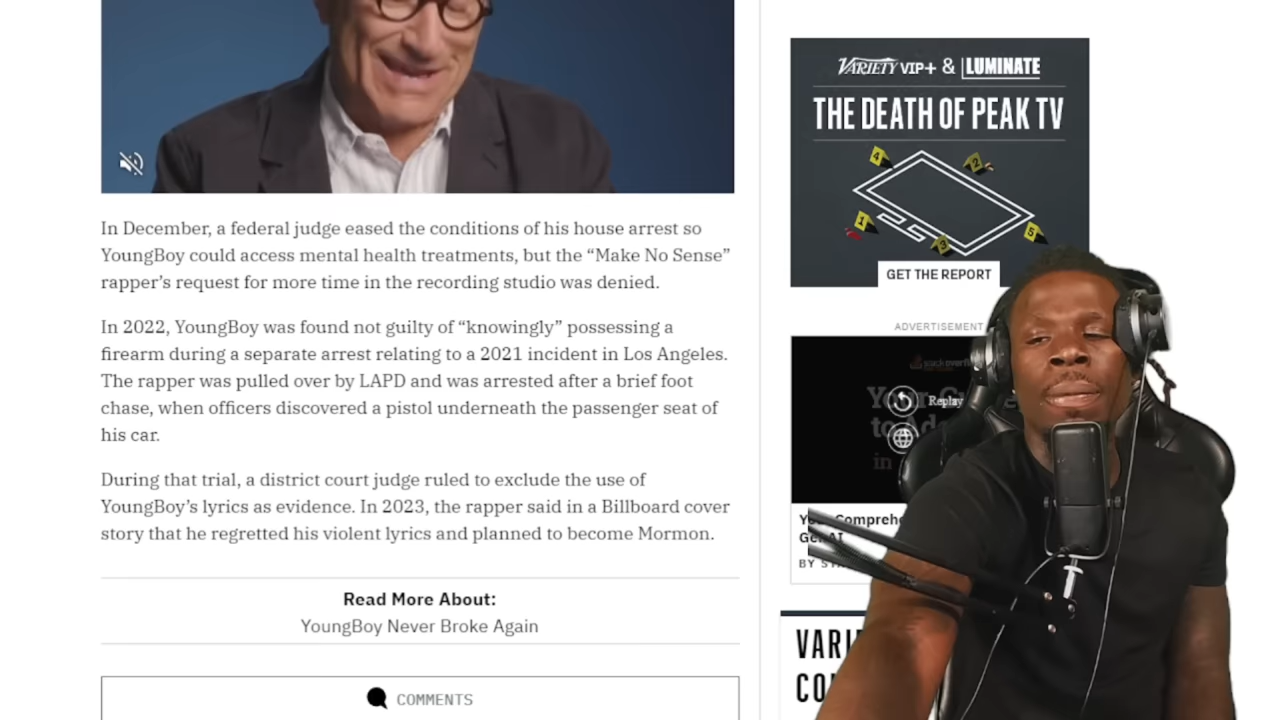 VARIETY VIP+ & LUMINATE
THE DEATH OF PEAK TV
4
2
1
3
5
GET THE REPORT
In December, a federal judge eased the conditions of his house arrest so
YoungBoy could access mental health treatments, but the “Make No Sense”
rapper’s request for more time in the recording studio was denied.
In 2022, YoungBoy was found not guilty of “knowingly” possessing a
firearm during a separate arrest relating to a 2021 incident in Los Angeles.
The rapper was pulled over by LAPD and was arrested after a brief foot
chase, when officers discovered a pistol underneath the passenger seat of
his car.
During that trial, a district court judge ruled to exclude the use of
YoungBoy’s lyrics as evidence. In 2023, the rapper said in a Billboard cover
story that he regretted his violent lyrics and planned to become Mormon.
Read More About:
YoungBoy Never Broke Again
COMMENTS
ADVERTISEMENT
Replay
in
BY